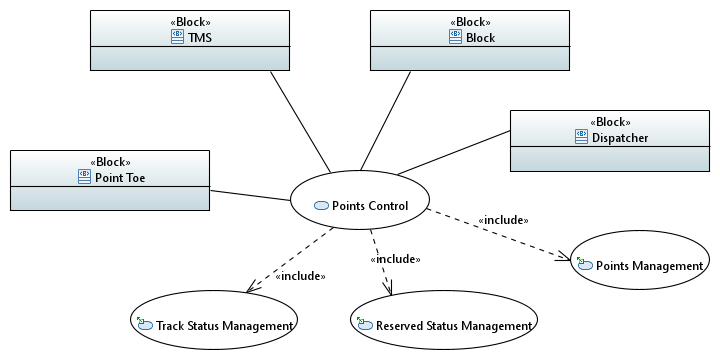 «Block»
TMS
«Block»
Block
«Block»
Dispatcher
«Block»
Point Toe
Points Control
«include»
«include»
«include»
Points Management
Track Status Management
Reserved Status Management